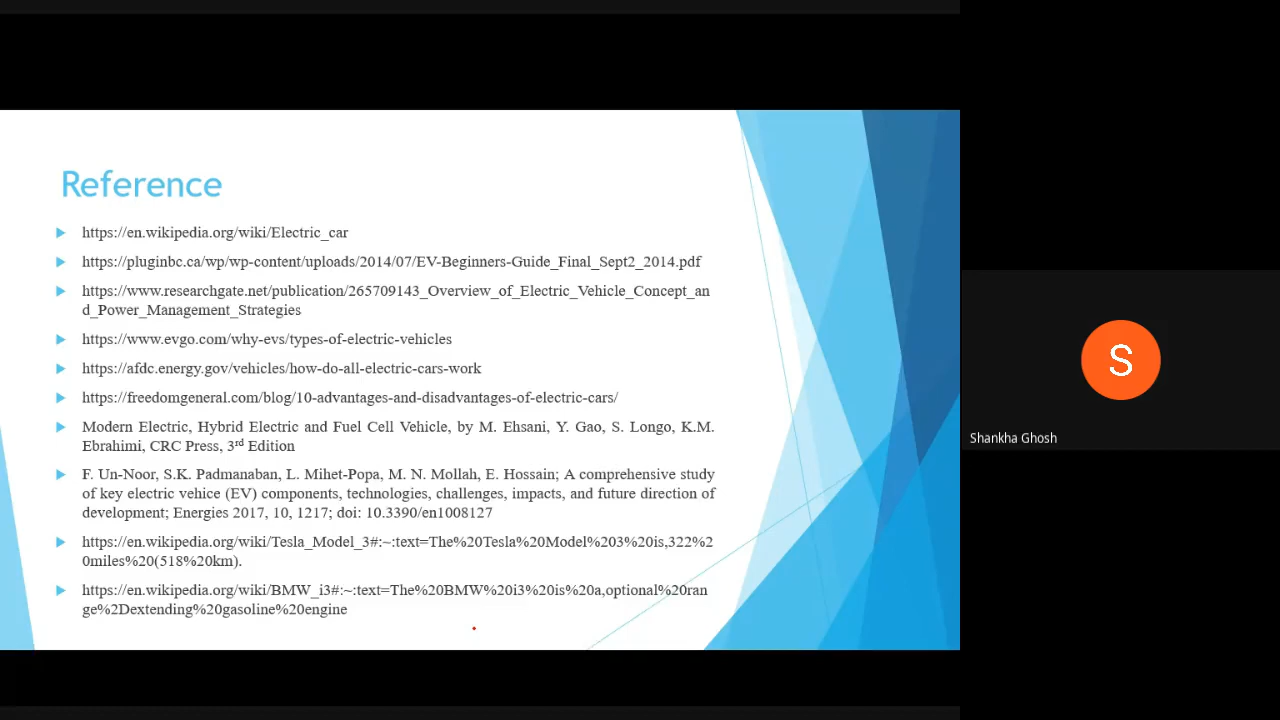 Reference
https://en.wikipedia.org/wiki/Electric_car
https://pluginbc.ca/wp/wp-content/uploads/2014/07/EV-Beginners-Guide_Final_Sept2_2014.pdf
https://www.researchgate.net/publication/265709143_Overview_of_Electric_Vehicle_Concept_an
d_Power_Management_Strategies
https://www.evgo.com/why-evs/types-of-electric-vehicles
https://afdc.energy.gov/vehicles/how-do-all-electric-cars-work
https://freedomgeneral.com/blog/10-advantages-and-disadvantages-of-electric-cars/
Modern Electric, Hybrid Electric and Fuel Cell Vehicle, by M. Ehsani, Y. Gao, S. Longo, K.M.
Ebrahimi, CRC Press, 3rd Edition
F. Un-Noor, S.K. Padmanaban, L. Mihet-Popa, M. N. Mollah, E. Hossain; A comprehensive study
of key electric vehice (EV) components, technologies, challenges, impacts, and future direction of
development; Energies 2017, 10, 1217; doi: 10.3390/en1008127
https://en.wikipedia.org/wiki/Tesla_Model_3#:~:text=The%20Tesla%20Model%203%20is,322%2
0miles%20(518%20km).
https://en.wikipedia.org/wiki/BMW_i3#:~:text=The%20BMW%20i3%20is%20a,optional%20ran
ge%2Dextending%20gasoline%20engine
S
Shankha Ghosh